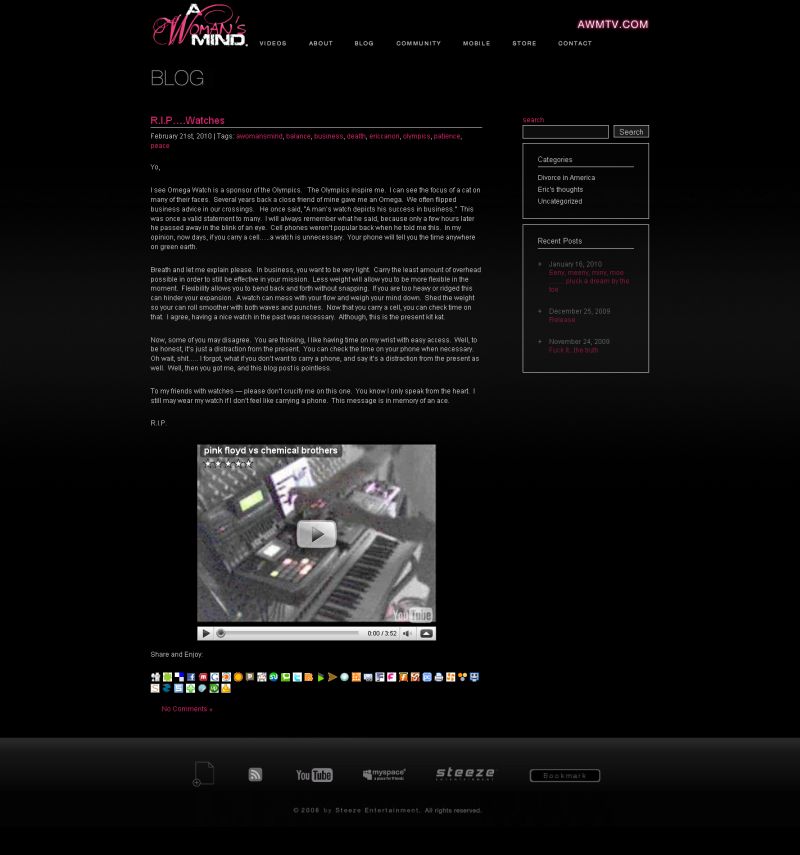 A
Woman's
MIND.
AWMTV.COM
VIDEOS ABOUT BLOG COMMUNITY MOBILE STORE CONTACT
BLOG
R.I.P….Watches
February 21st, 2010 | Tags: awomansmind, balance, business, death, ericranon, olympics, patience,
peace
Yo,
I see Omega Watch is a sponsor of the Olympics. The Olympics inspire me. I can see the focus of a cat on
many of their faces. Several years back a close friend of mine gave me an Omega. We often flipped
business advice in our crossings. He once said, "A man's watch depicts his success in business." This
was once a valid statement to many. I will always remember what he said, because only a few hours later
he passed away in the blink of an eye. Cell phones weren't popular back when he told me this. In my
opinion, now days, if you carry a cell…..a watch is unnecessary. Your phone will tell you the time anywhere
on green earth.
Breath and let me explain please. In business, you want to be very light. Carry the least amount of overhead
possible in order to still be effective in your mission. Less weight will allow you to be more flexible in the
moment. Flexibility allows you to bend back and forth without snapping. If you are too heavy or ridged this
can hinder your expansion. A watch can mess with your flow and weigh your mind down. Shed the weight
so your can roll smoother with both waves and punches. Now that you carry a cell, you can check time on
that. I agree, having a nice watch in the past was necessary. Although, this is the present kit kat.
Now, some of you may disagree. You are thinking, I like having time on my wrist with easy access. Well, to
be honest, it's just a distraction from the present. You can check the time on your phone when necessary.
Oh wait, shit….. I forgot, what if you don't want to carry a phone, and say it's a distraction from the present as
well. Well, then you got me, and this blog post is pointless.
To my friends with watches — please don't crucify me on this one. You know I only speak from the heart. I
still may wear my watch if I don't feel like carrying a phone. This message is in memory of an ace.
R.I.P.
pink floyd vs chemical brothers
YouTube
0:00 / 3:52
Share and Enjoy:
No Comments »
search
Search
Categories
Divorce in America
Eric's thoughts
Uncategorized
Recent Posts
January 16, 2010
Eeny, meeny, miny, moe
……. pluck a dream by the
toe
December 25, 2009
Release
November 24, 2009
Fuck It..the truth
YouTube
myspace
a place for friends
steeze
ENTERTAINMENT
Bookmark
© 2008 by Steeze Entertainment. All rights reserved.